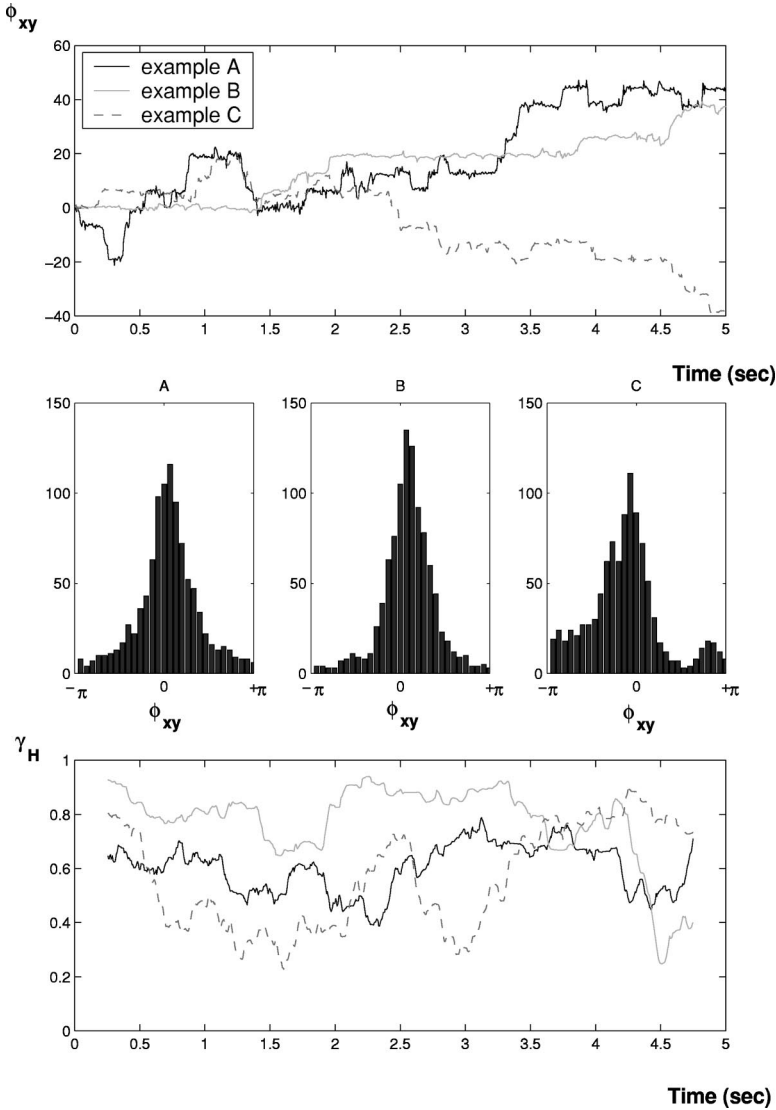 ϕxy
60
40
20
0
−20
−40
example A
example B
example C
0 0.5 1 1.5 2 2.5 3 3.5 4 4.5 5
Time (sec)
A B C
150 150 150
100 100 100
50 50 50
0 0 0
−π 0 +π −π 0 +π −π 0 +π
ϕxy ϕxy ϕxy
γH
1
0.8
0.6
0.4
0.2
0
0 0.5 1 1.5 2 2.5 3 3.5 4 4.5 5
Time (sec)